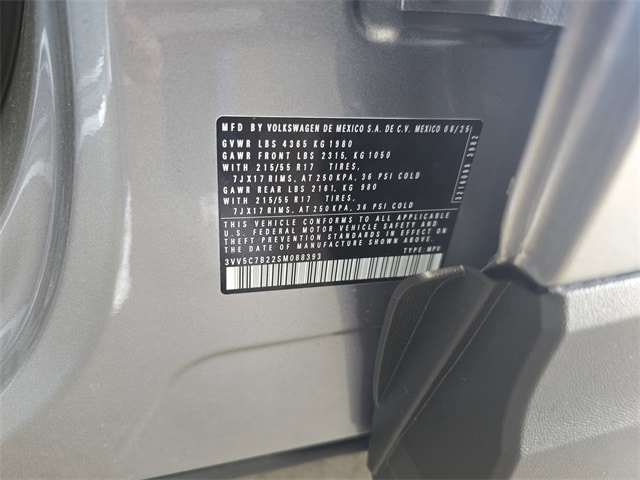 MFD BY VOLKSWAGEN DE MEXICO S.A. DE C.V. MEXICO 06/25
GVWR LBS 4365 KG 1980
GAWR FRONT LBS 2315, KG 1050
WITH 215/55 R17 TIRES,
7JX17 RIMS, AT 250 KPA, 36 PSI COLD
GAWR REAR LBS 2161, KG 980
WITH 215/55 R17 TIRES,
7JX17 RIMS, AT 250 KPA, 36 PSI COLD
THIS VEHICLE CONFORMS TO ALL APPLICABLE
U.S. FEDERAL MOTOR VEHICLE SAFETY AND
THEFT PREVENTION STANDARDS IN EFFECT ON
THE DATE OF MANUFACTURE
3VV5C7B22SM088393 TYPE: MPV